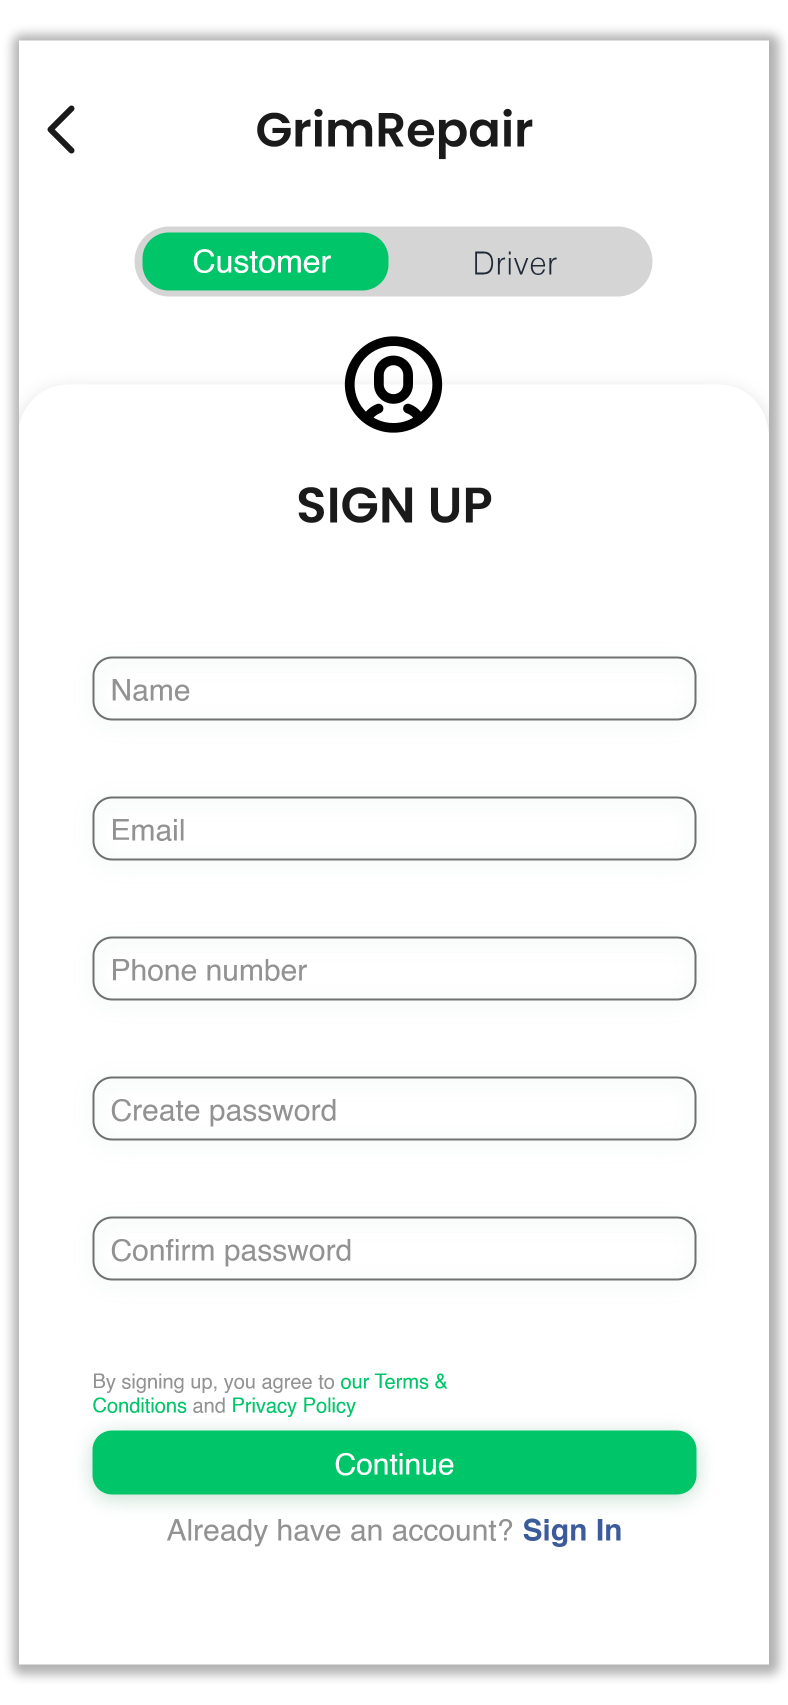 GrimRepair
Customer
Driver
SIGN UP
Name
Email
Phone number
Create password
Confirm password
By signing up, you agree to our Terms &
Conditions and Privacy Policy
Continue
Already have an account? Sign In